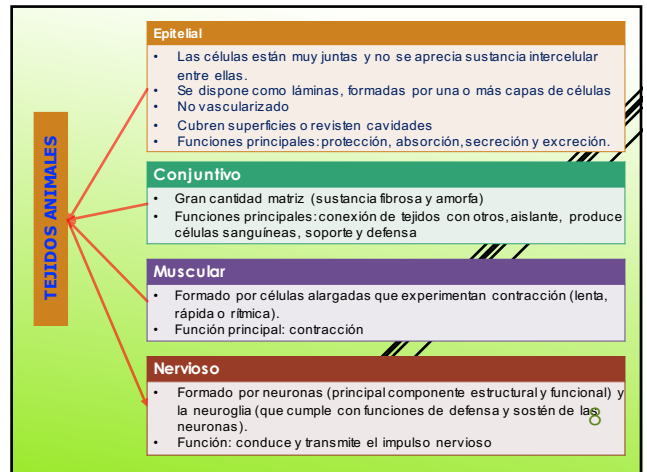 TEJIDOS ANIMALES
Epitelial
• Las células están muy juntas y no se aprecia sustancia intercelular
entre ellas.
• Se dispone como láminas, formadas por una o más capas de células
• No vascularizado
• Cubren superficies o revisten cavidades
• Funciones principales: protección, absorción, secreción y excreción.
Conjuntivo
• Gran cantidad matriz (sustancia fibrosa y amorfa)
• Funciones principales: conexión de tejidos con otros, aislante, produce
células sanguíneas, soporte y defensa
Muscular
• Formado por células alargadas que experimentan contracción (lenta,
rápida o rítmica).
• Función principal: contracción
Nervioso
• Formado por neuronas (principal componente estructural y funcional) y
la neuroglia (que cumple con funciones de defensa y sostén de las
neuronas).
• Función: conduce y transmite el impulso nervioso
8